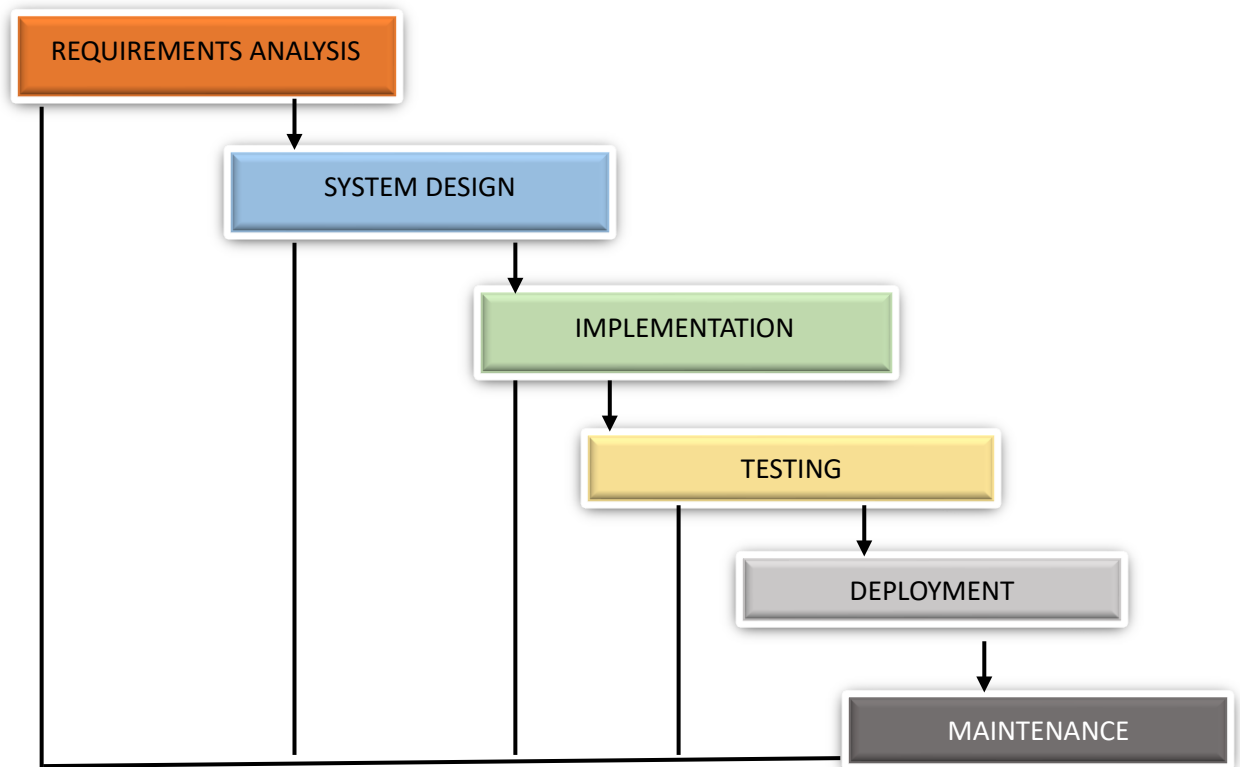 REQUIREMENTS ANALYSIS
SYSTEM DESIGN
IMPLEMENTATION
TESTING
DEPLOYMENT
MAINTENANCE